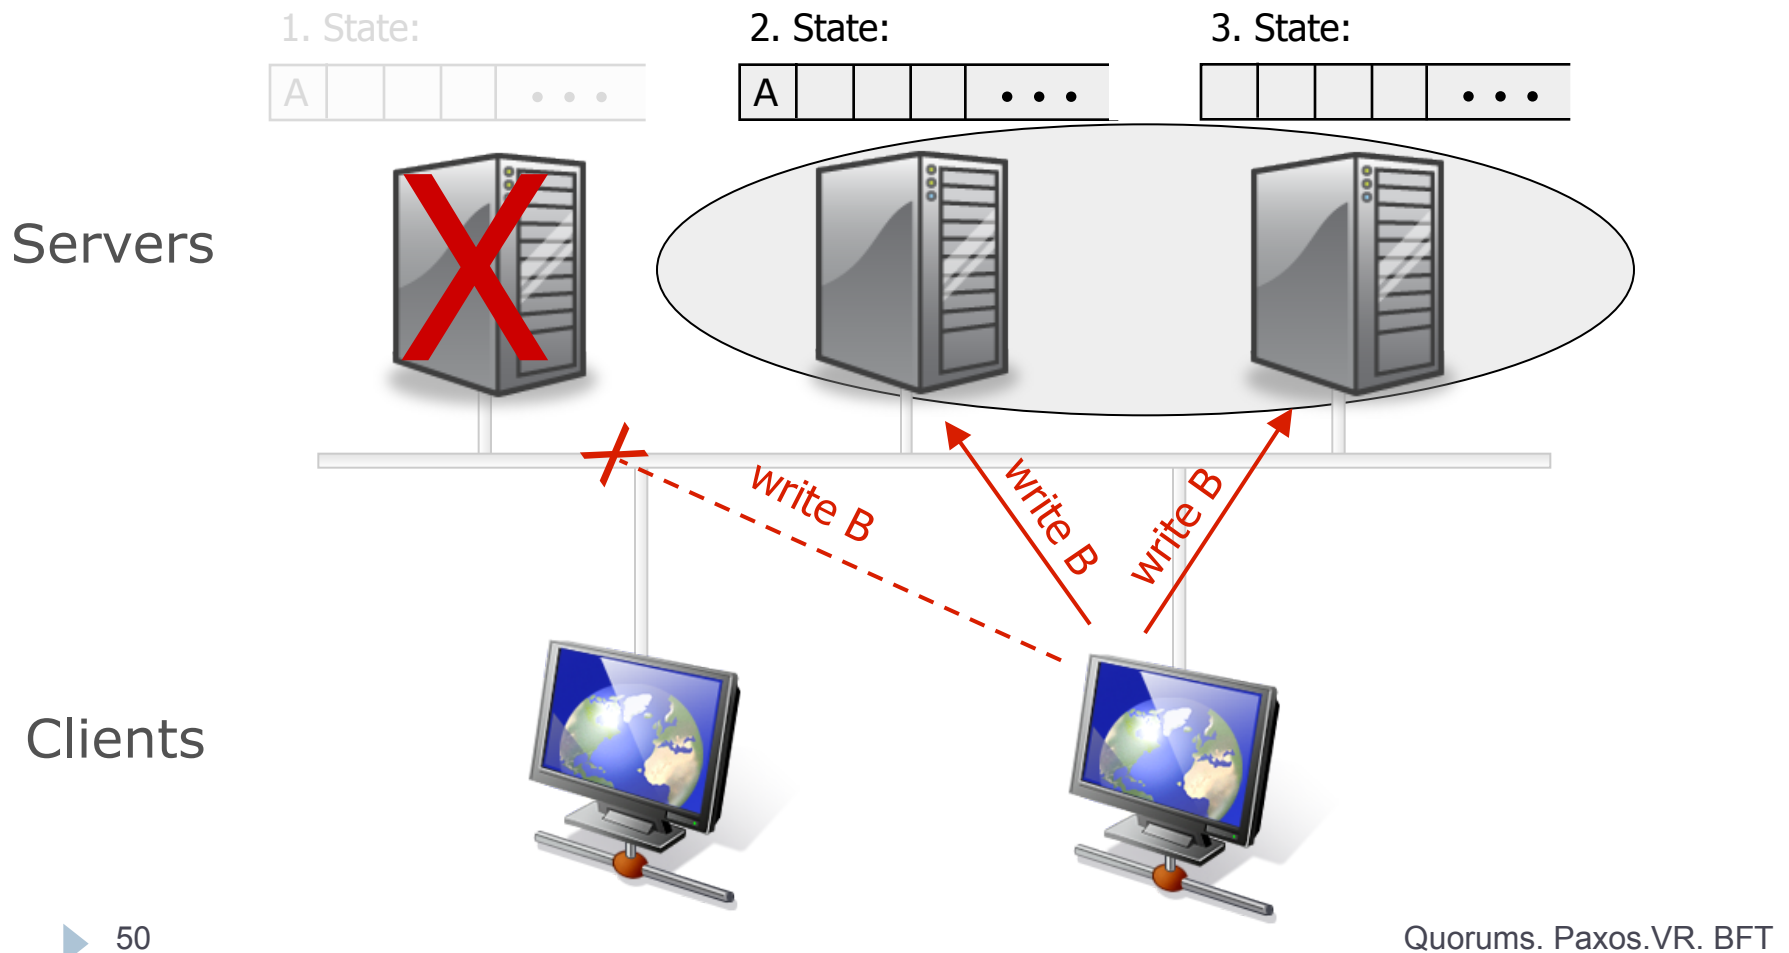 1. State:
2. State:
3. State:
A
• • •
A
• • •
• • •
Servers
X
write B
write B
write B
Clients
50
Quorums. Paxos.VR. BFT